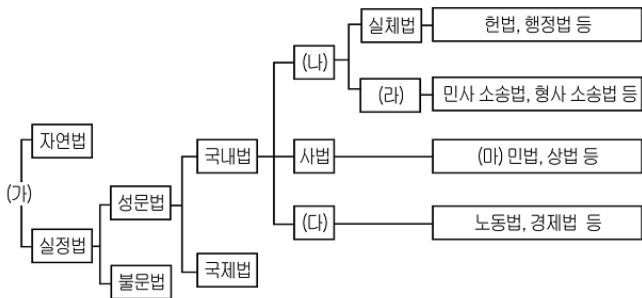 실체법
헌법, 행정법 등
(나)
(라)
민사 소송법, 형사 소송법 등
자연법
국내법
사법
(마) 민법, 상법 등
(가)
성문법
실정법
(다)
노동법, 경제법 등
불문법
국제법